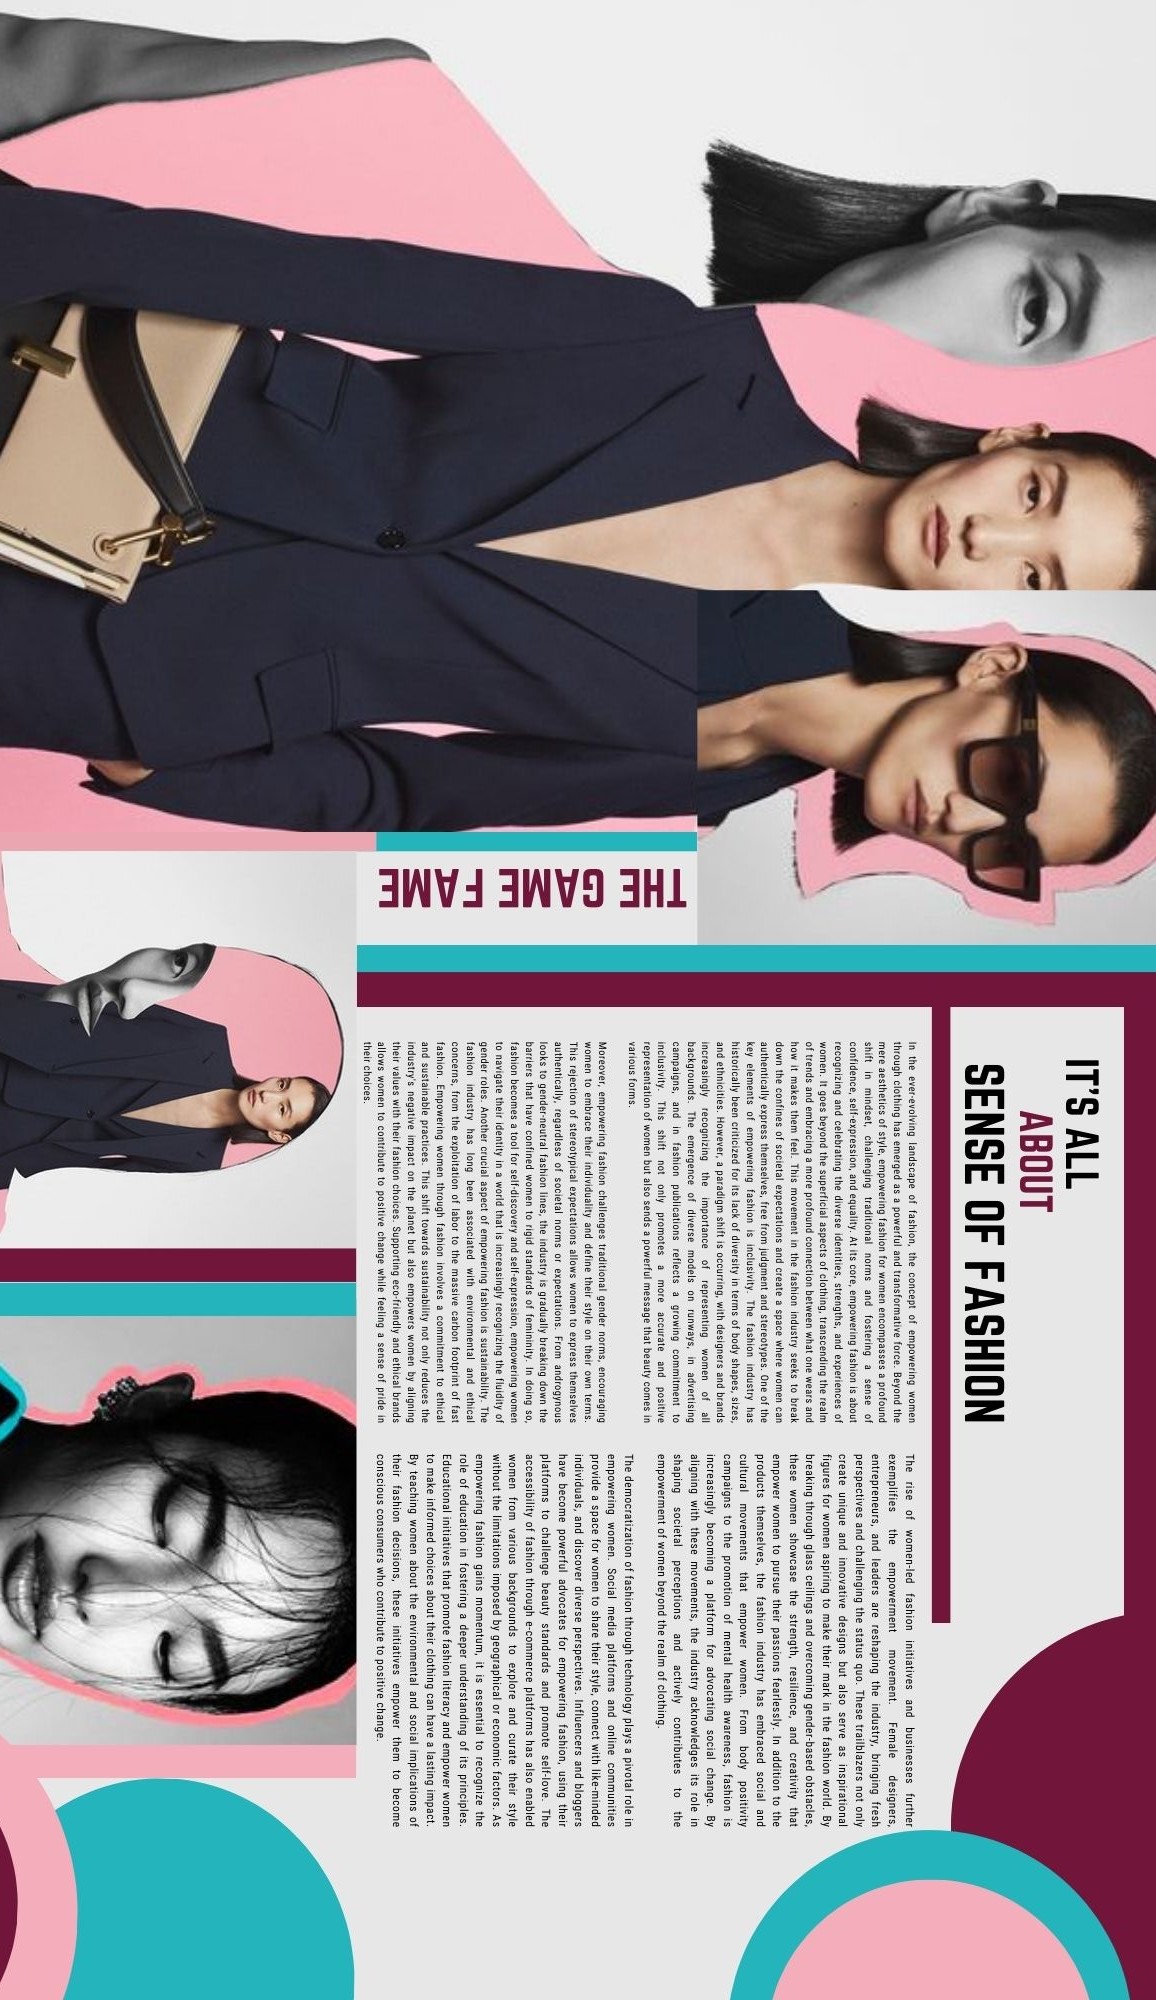 THE GAME FAME
IT'S ALL
ABOUT
SENSE OF FASHION
In the ever-evolving landscape of fashion, the concept of empowering women
through clothing has emerged as a powerful and transformative force. Beyond the
mere aesthetics of style, empowering fashion for women encompasses a profound
shift in mindset, challenging traditional norms and fostering a sense of
confidence, self-expression, and equality. At its core, empowering fashion is about
recognizing and celebrating the diverse identities, strengths, and experiences of
women. It goes beyond the superficial aspects of clothing, transcending the realm
of trends and embracing a more profound connection between what one wears and
how it makes them feel. This movement in the fashion industry seeks to break
down the confines of societal expectations and create a space where women can
authentically express themselves, free from judgment and stereotypes. One of the
key elements of empowering fashion is inclusivity. The fashion industry has
historically been criticized for its lack of diversity in terms of body shapes, sizes,
and ethnicities. However, a paradigm shift is occurring, with designers and brands
increasingly recognizing the importance of representing women of all
backgrounds. The emergence of diverse models on runways, in advertising
campaigns, and in fashion publications reflects a growing commitment to
inclusivity. This shift not only promotes a more accurate and positive
representation of women but also sends a powerful message that beauty comes in
various forms.
Moreover, empowering fashion challenges traditional gender norms, encouraging
women to embrace their individuality and define their style on their own terms.
This rejection of stereotypical expectations allows women to express themselves
authentically, regardless of societal norms or expectations. From androgynous
looks to gender-neutral fashion lines, the industry is gradually breaking down the
barriers that have confined women to rigid standards of femininity. In doing so,
fashion becomes a tool for self-discovery and self-expression, empowering women
to navigate their identity in a world that is increasingly recognizing the fluidity of
gender roles. Another crucial aspect of empowering fashion is sustainability. The
fashion industry has long been associated with environmental and ethical
concerns, from the exploitation of labor to the massive carbon footprint of fast
fashion. Empowering women through fashion involves a commitment to ethical
and sustainable practices. This shift towards sustainability not only reduces the
industry's negative impact on the planet but also empowers women by aligning
their values with their fashion choices. Supporting eco-friendly and ethical brands
allows women to contribute to positive change while feeling a sense of pride in
their choices.
The rise of women-led fashion initiatives and businesses further
exemplifies the empowerment movement. Female designers,
entrepreneurs, and leaders are reshaping the industry, bringing fresh
perspectives and challenging the status quo. These trailblazers not only
create unique and innovative designs but also serve as inspirational
figures for women aspiring to make their mark in the fashion world. By
breaking through glass ceilings and overcoming gender-based obstacles,
these women showcase the strength, resilience, and creativity that
empower women to pursue their passions fearlessly. In addition to the
products themselves, the fashion industry has embraced social and
cultural movements that empower women. From body positivity
campaigns to the promotion of mental health awareness, fashion is
increasingly becoming a platform for advocating social change. By
aligning with these movements, the industry acknowledges its role in
shaping societal perceptions and actively contributes to the
empowerment of women beyond the realm of clothing.
The democratization of fashion through technology plays a pivotal role in
empowering women. Social media platforms and online communities
provide a space for women to share their style, connect with like-minded
individuals, and discover diverse perspectives. Influencers and bloggers
have become powerful advocates for empowering fashion, using their
platforms to challenge beauty standards and promote self-love. The
accessibility of fashion through e-commerce platforms has also enabled
women from various backgrounds to explore and curate their style
without the limitations imposed by geographical or economic factors. As
empowering fashion gains momentum, it is essential to recognize the
role of education in fostering a deeper understanding of its principles.
Educational initiatives that promote fashion literacy and empower women
to make informed choices about their clothing can have a lasting impact.
By teaching women about the environmental and social implications of
their fashion decisions, these initiatives empower them to become
conscious consumers who contribute to positive change.